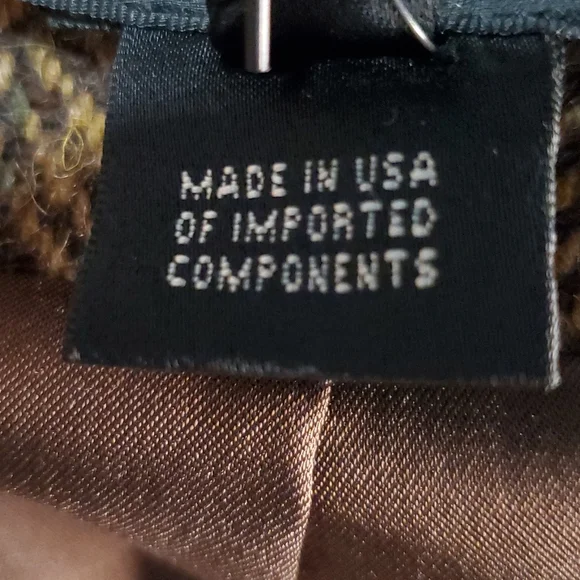 MADE IN USA
OF IMPORTED
COMPONENTS